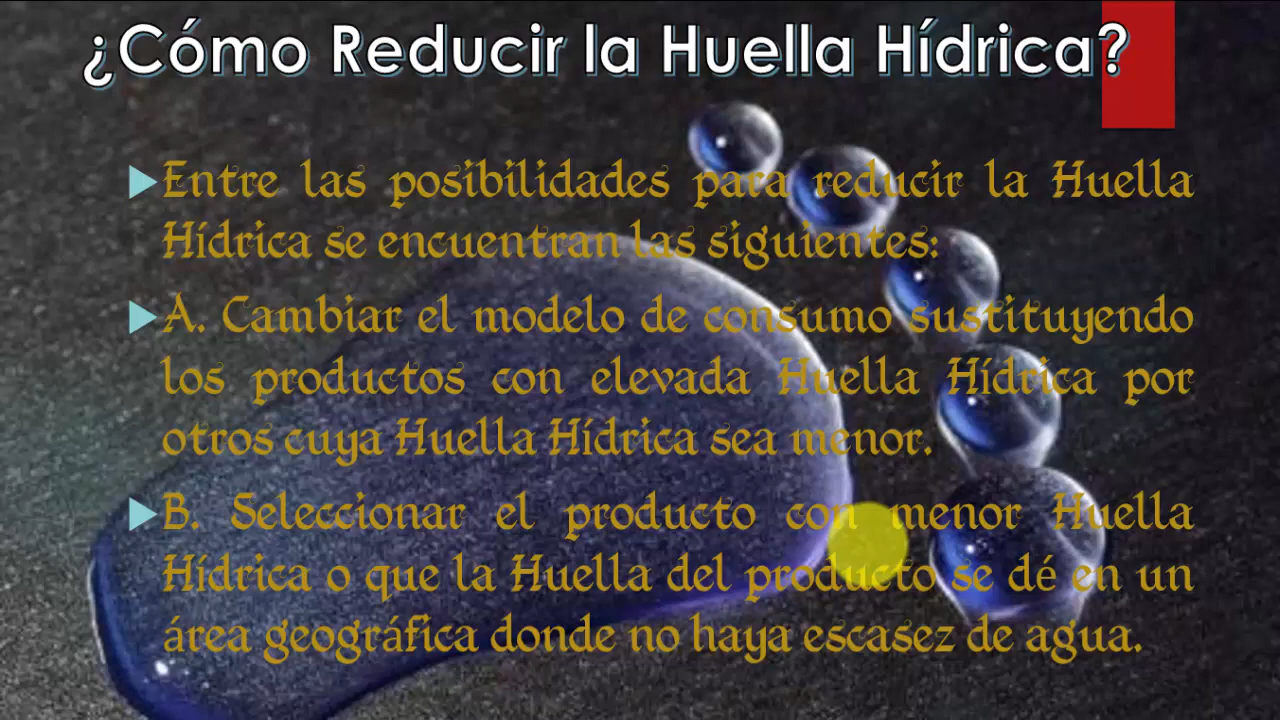 ¿Cómo Reducir la Huella Hídrica?
Entre las posibilidades para reducir la Huella
Hídrica se encuentran las siguientes:
A. Cambiar el modelo de consumo sustituyendo
los productos con elevada Huella Hídrica por
otros cuya Huella Hídrica sea menor.
B. Seleccionar el producto con menor Huella
Hídrica o que la Huella del producto se dé en un
área geográfica donde no haya escasez de agua.